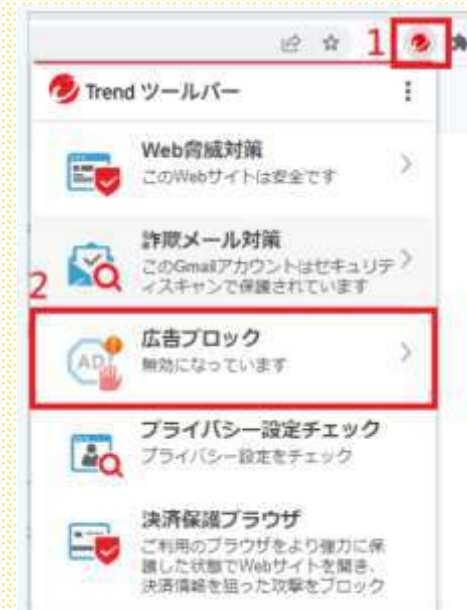 1
Trend ツールバー
Web脅威対策
このWebサイトは安全です
詐欺メール対策
このGmailアカウントはセキュリテ
ィスキャンで保護されています
2
広告ブロック
AD
無効になっています
プライバシー設定チェック
プライバシー設定をチェック
決済保護ブラウザ
ご利用のブラウザをより強力に保
護した状態でWebサイトを開き、
決済情報を狙った攻撃をブロック